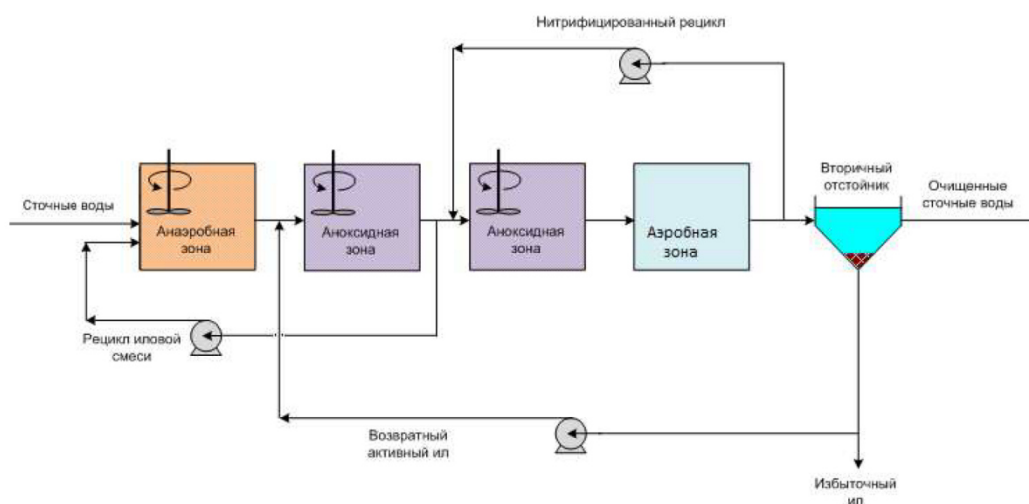 Нитрифицированный рецикл
Сточные воды
Анаэробная
зона
Аноксидная
зона
Аноксидная
зона
Аэробная
зона
Вторичный
отстойник
Очищенные
сточные воды
Рецикл иловой
смеси
Возвратный
активный ил
Избыточный
ил